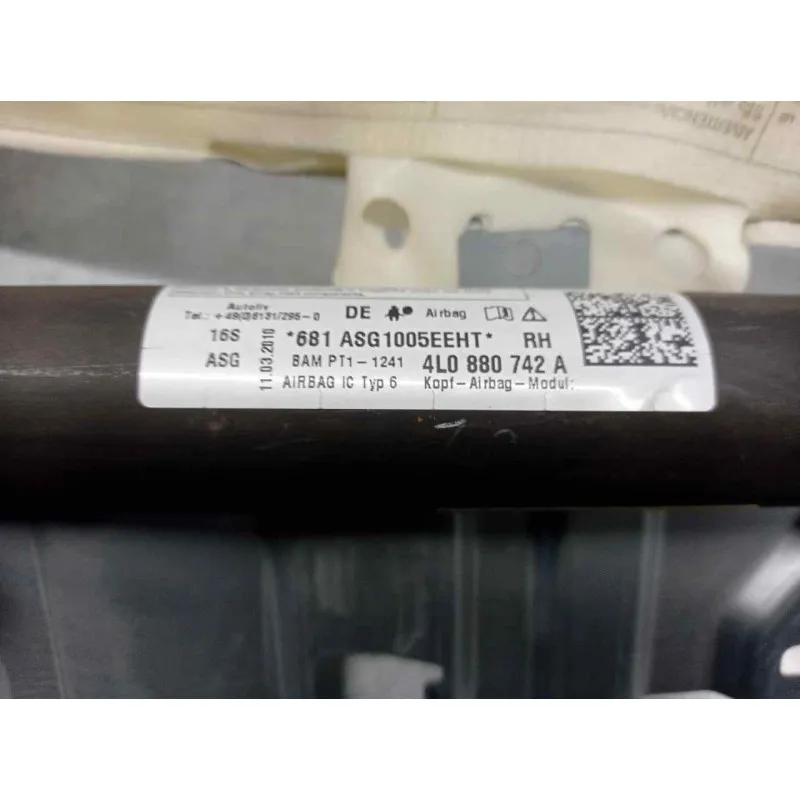 Autoliv
Tel.: +49(0)8131/295-0
DE
Airbag
16S
*681 ASG1005EEHT*
RH
ASG
11.03.2010
BAM PT1-1241
4L0 880 742 A
AIRBAG IC Typ 6
Kopf-Airbag-Modul: